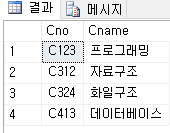 결과 메시지
Cno Cname
1 C123 프로그래밍
2 C312 자료구조
3 C324 화일구조
4 C413 데이터베이스